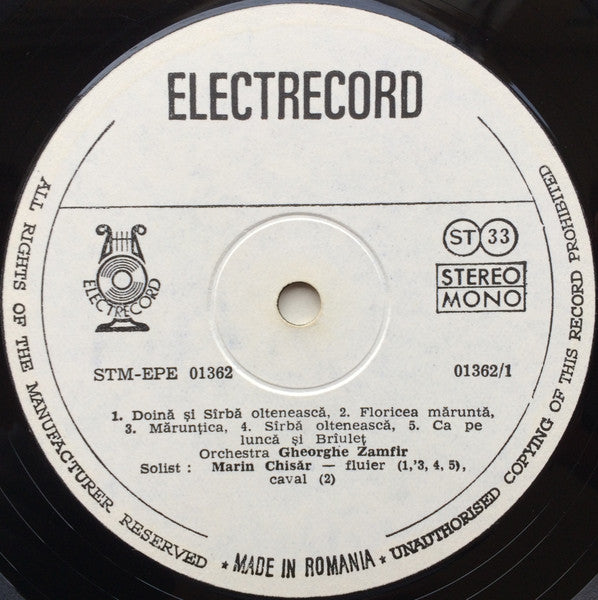 ELECTRECORD
ELECTRECORD
ST 33
STEREO
MONO
STM-EPE 01362
01362/1
1. Doină şi Sîrbă oltenească, 2. Floricea măruntă,
3. Mărunţica, 4. Sîrbă oltenească, 5. Ca pe
luncă şi Brîuleţ
Orchestra Gheorghe Zamfir
Solist : Marin Chisăr — fluier (1,'3, 4, 5),
caval (2)
ALL RIGHTS OF THE MANUFACTURER RESERVED ★ MADE IN ROMANIA ★ UNAUTHORISED COPYING OF THIS RECORD PROHIBITED